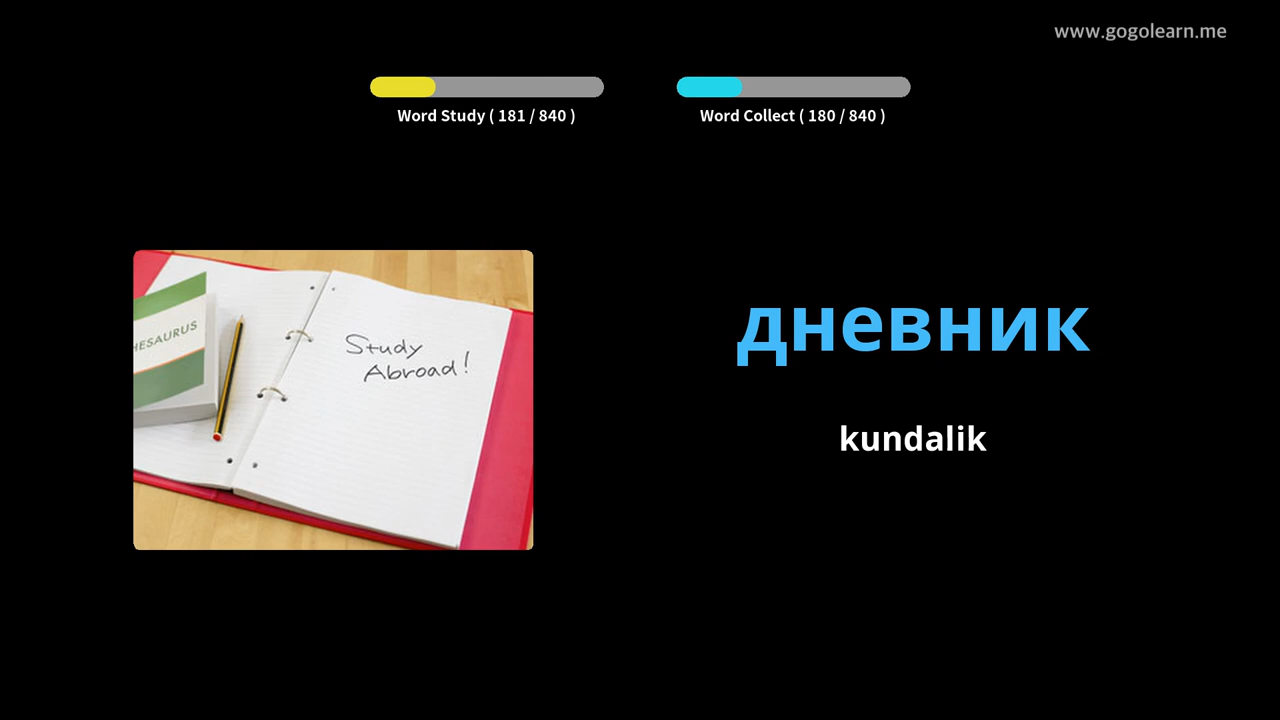 www.gogolearn.me
Word Study ( 181 / 840 )
Word Collect ( 180 / 840 )
HESAURUS
Study
Abroad!
дневник
kundalik